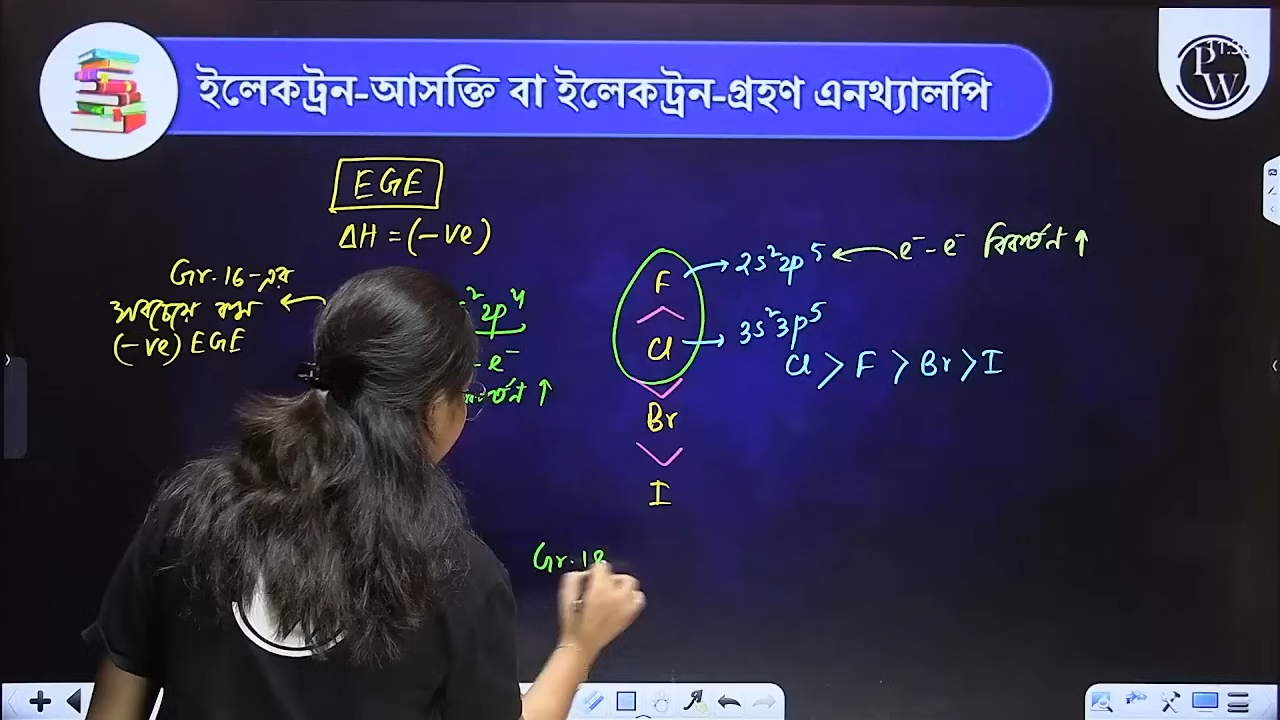 ইলেকট্রন-আসক্তি বা ইলেকট্রন-গ্রহণ এনথ্যালপি
PW
EGE
ΔH = (-ve)
Gr. 16-এর
সবচেয়ে কম
(-ve) EGE
2p⁴
e⁻
↑
F → 2s²2p⁵ ← e⁻-e⁻ বিকর্ষণ ↑
Cl → 3s²3p⁵
Cl > F > Br > I
Br
I
Gr. 18